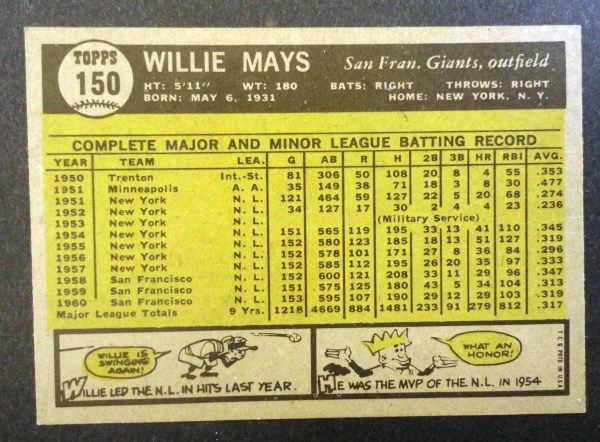 TOPPS
150
WILLIE MAYS San Fran. Giants, outfield
HT: 5'11" WT: 180 BATS: RIGHT THROWS: RIGHT
BORN: MAY 6, 1931 HOME: NEW YORK, N. Y.
COMPLETE MAJOR AND MINOR LEAGUE BATTING RECORD
YEAR TEAM LEA. G AB R H 2B 3B HR RBI AVG.
1950 Trenton Int.-St. 81 306 50 108 20 8 4 55 .353
1951 Minneapolis A. A. 35 149 38 71 18 3 8 30 .477
1951 New York N. L. 121 464 59 127 22 5 20 68 .274
1952 New York N. L. 34 127 17 30 2 4 4 23 .236
1953 New York N. L. (Military Service)
1954 New York N. L. 151 565 119 195 33 13 41 110 .345
1955 New York N. L. 152 580 123 185 18 13 51 127 .319
1956 New York N. L. 152 578 101 171 27 8 36 84 .296
1957 New York N. L. 152 585 112 195 26 20 35 97 .333
1958 San Francisco N. L. 152 600 121 208 33 11 29 96 .347
1959 San Francisco N. L. 151 575 125 180 43 5 34 104 .313
1960 San Francisco N. L. 153 595 107 190 29 12 29 103 .319
Major League Totals 9 Yrs. 1218 4669 884 1481 233 91 279 812 .317
WILLIE IS
SWINGING
AGAIN!
WILLIE LED THE N.L. IN HITS LAST YEAR.
WHAT AN
HONOR!
HE WAS THE MVP OF THE N.L. IN 1954
T.C.G. PTD. IN U.S.A.